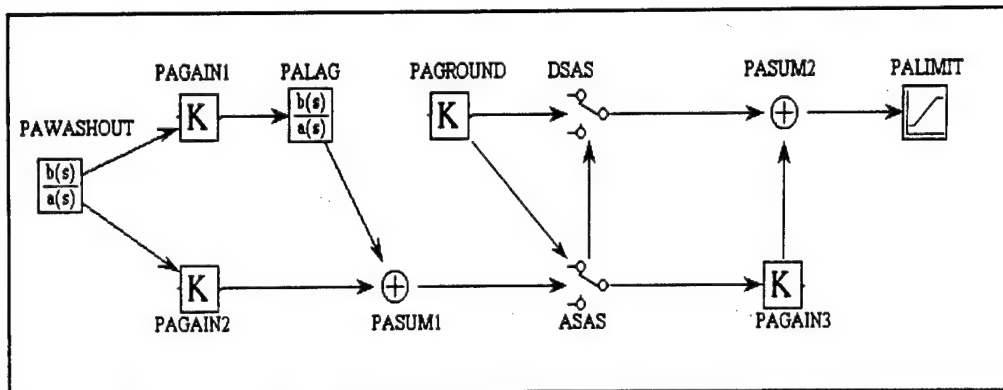 PAGAIN1 PALAG PAGROUND DSAS PASUM2 PALIMIT
K b(s) a(s) K
PAWASHOUT
b(s) a(s)
K K
PAGAIN2 PASUM1 ASAS PAGAIN3